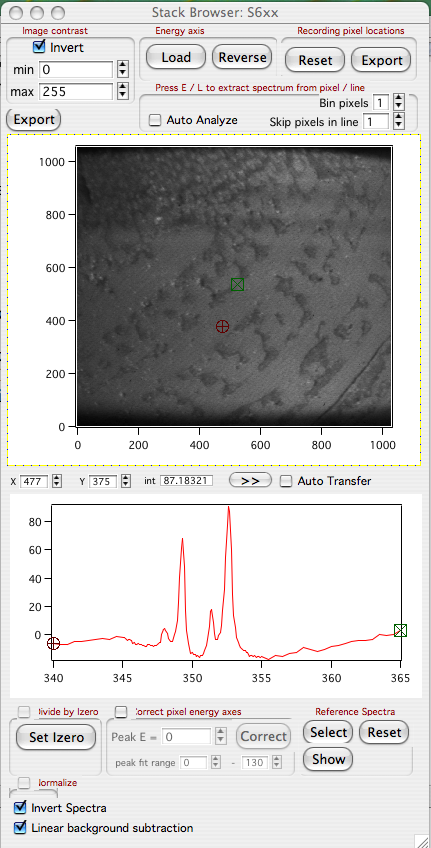 Stack Browser: S6xx
Image contrast
Energy axis
Recording pixel locations
Invert
Load
Reverse
Reset
Export
min 0
max 255
Press E / L to extract spectrum from pixel / line
Bin pixels 1
Export
Auto Analyze
Skip pixels in line 1
1000
800
600
400
200
0
0 200 400 600 800 1000
X 477 Y 375 int 87.18321 >> Auto Transfer
80
60
40
20
0
340 345 350 355 360 365
Divide by Izero
Correct pixel energy axes
Reference Spectra
Set Izero
Peak E = 0
Correct
Select
Reset
peak fit range 0 - 130
Show
Normalize
Invert Spectra
Linear background subtraction